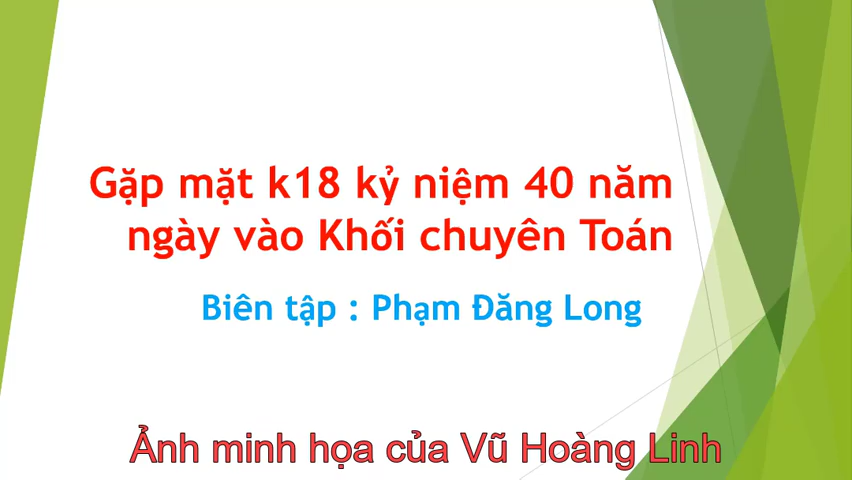 Gặp mặt k18 kỷ niệm 40 năm
ngày vào Khối chuyên Toán
Biên tập : Phạm Đăng Long
Ảnh minh họa của Vũ Hoàng Linh